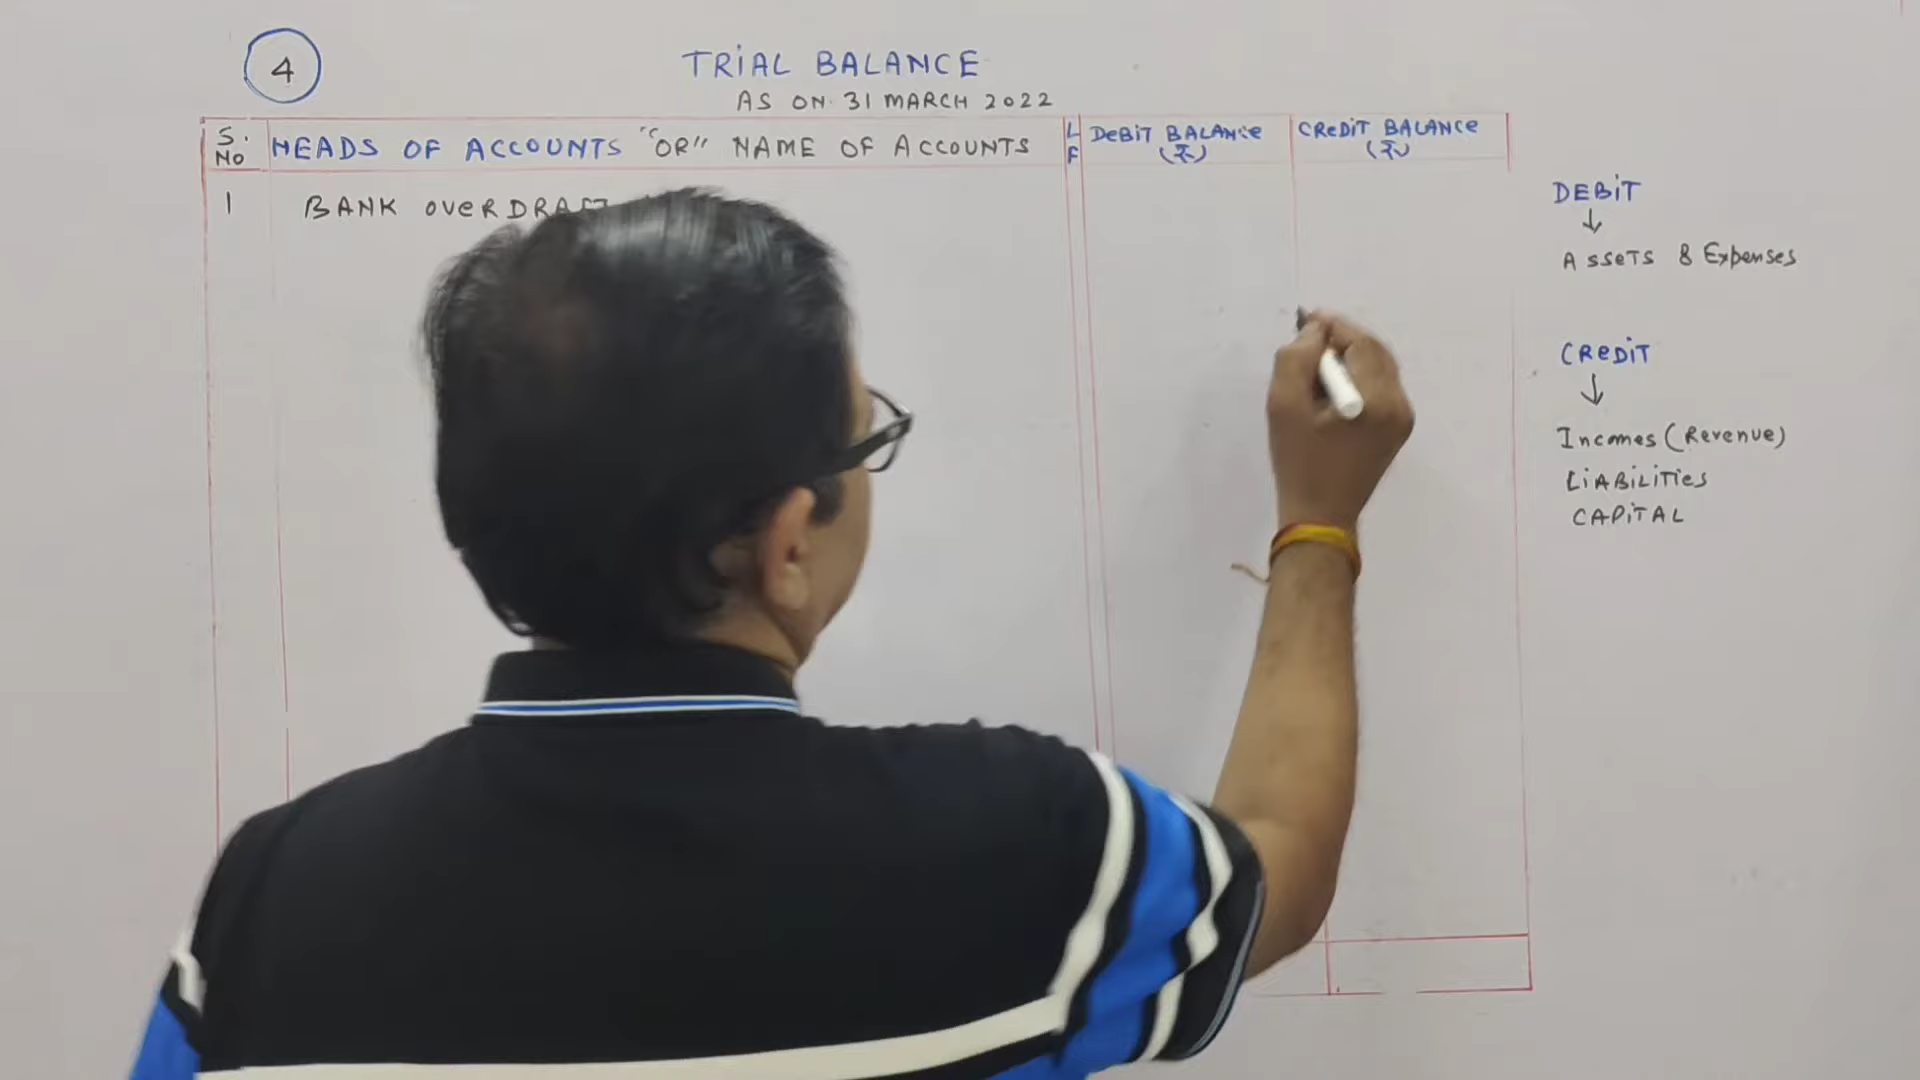 4
TRIAL BALANCE
AS ON 31 MARCH 2022
S. No
HEADS OF ACCOUNTS "OR" NAME OF ACCOUNTS
L F
DEBIT BALANCE (₹)
CREDIT BALANCE (₹)
1 BANK OVERDRAFT
DEBIT
↓
ASSETS & Expenses
CREDIT
↓
Incomes (Revenue)
LIABILITIES
CAPITAL